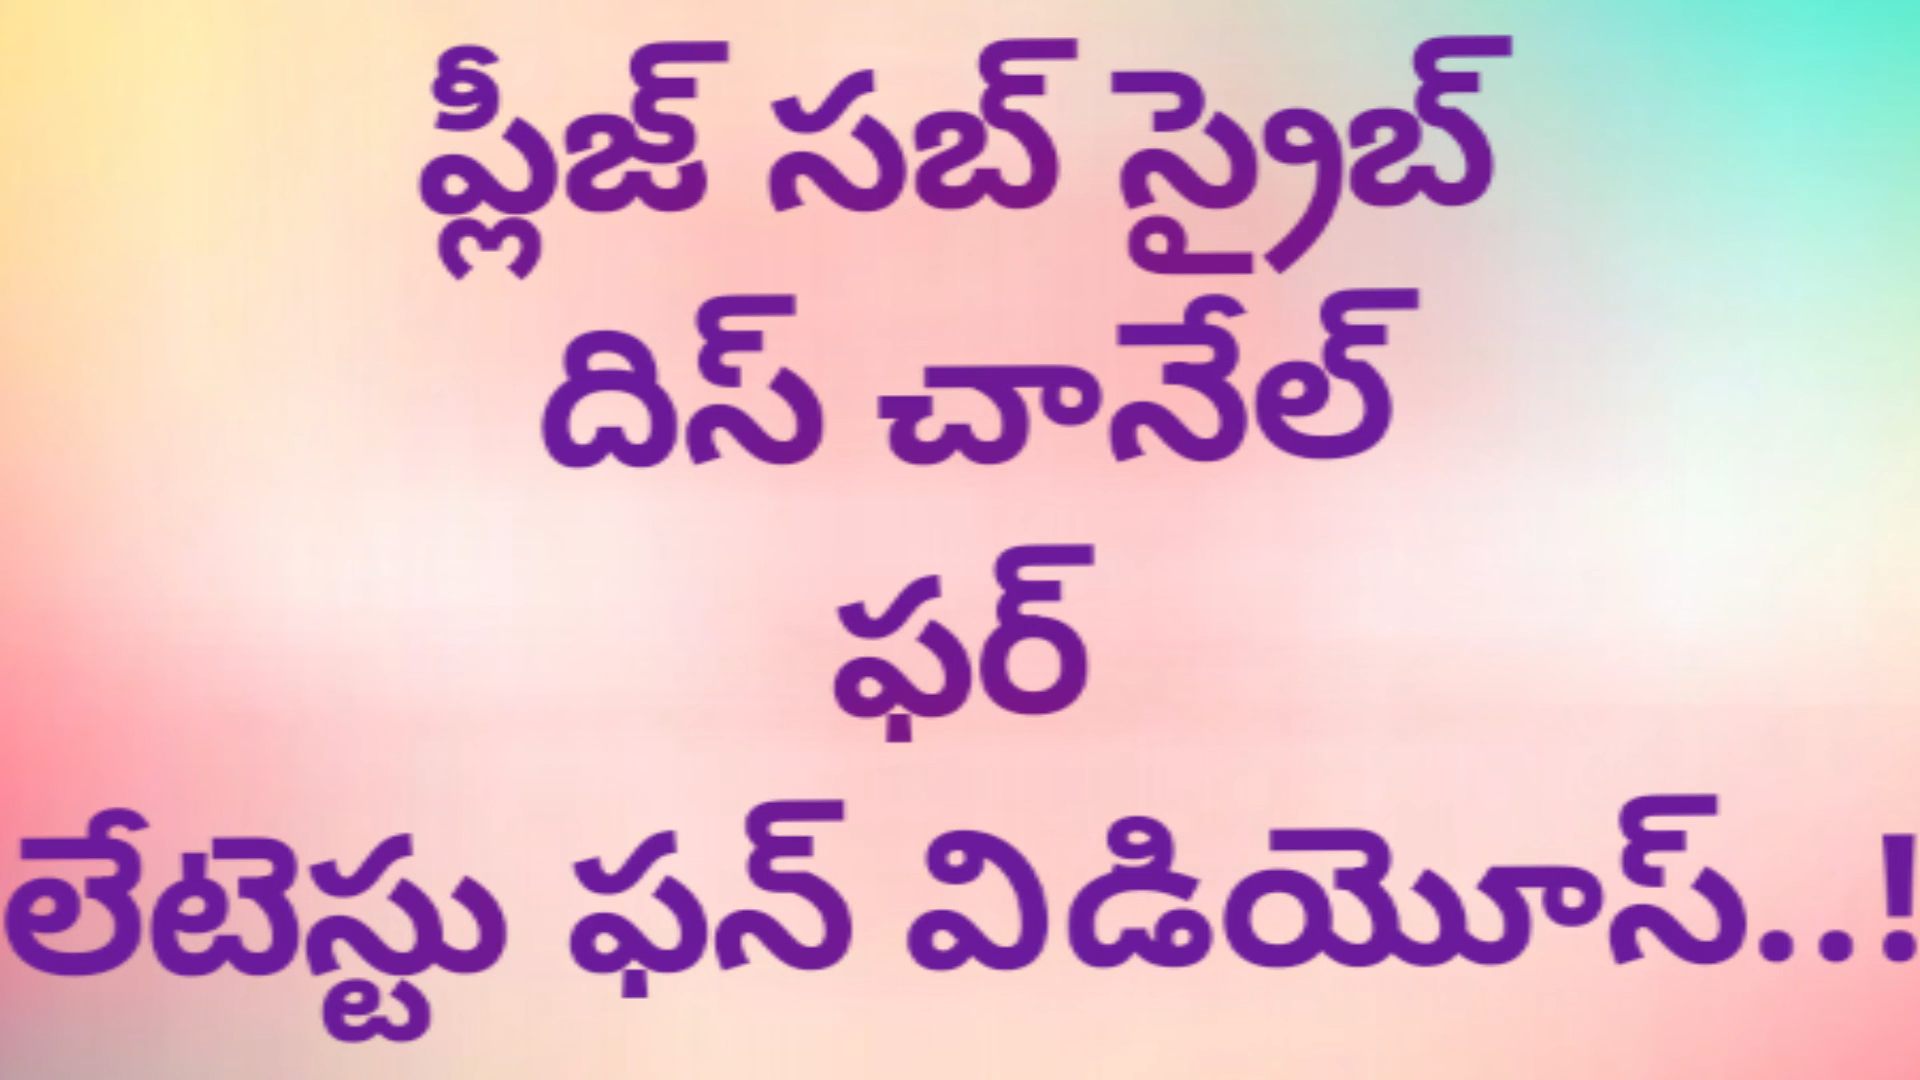 ప్లీజ్ సబ్ స్రైబ్
దిస్ చానేల్
ఫర్
లేటెస్టు ఫన్ విడియోస్..!